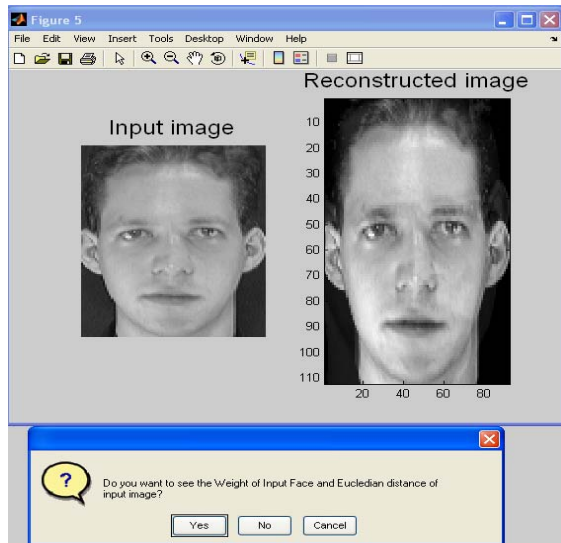 Figure 5
File Edit View Insert Tools Desktop Window Help
Reconstructed image
Input image
10
20
30
40
50
60
70
80
90
100
110
20 40 60 80
Do you want to see the Weight of Input Face and Eucledian distance of
input image?
Yes No Cancel